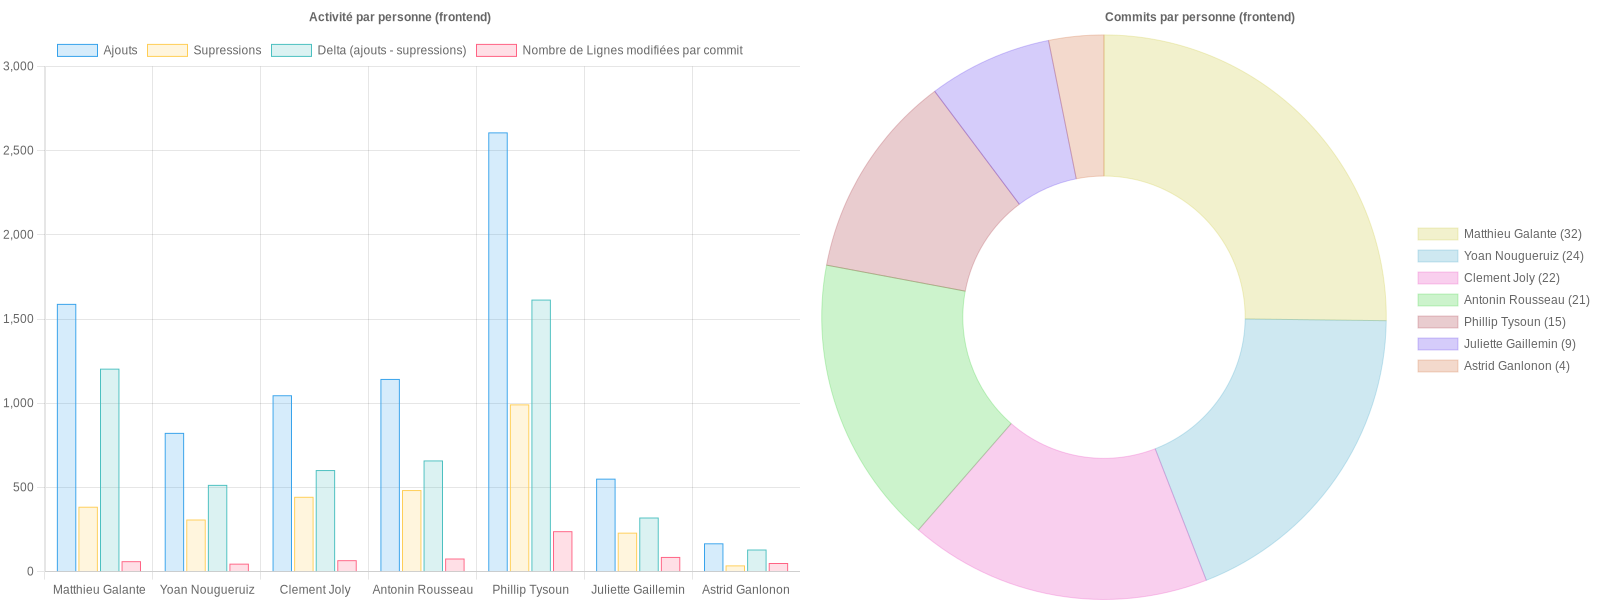 Activité par personne (frontend)
Ajouts
Supressions
Delta (ajouts - supressions)
Nombre de Lignes modifiées par commit
3,000
2,500
2,000
1,500
1,000
500
0
Matthieu Galante
Yoan Nougueruiz
Clement Joly
Antonin Rousseau
Phillip Tysoun
Juliette Gaillemin
Astrid Ganlonon
Commits par personne (frontend)
Matthieu Galante (32)
Yoan Nougueruiz (24)
Clement Joly (22)
Antonin Rousseau (21)
Phillip Tysoun (15)
Juliette Gaillemin (9)
Astrid Ganlonon (4)